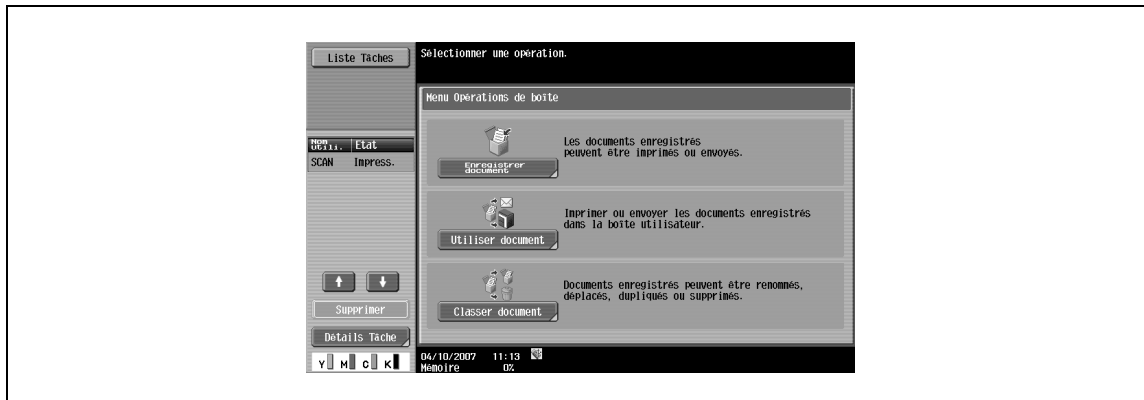 Liste Tâches
Sélectionner une opération.
Menu Opérations de boîte
Non Utili. Etat
SCAN Impress.
Enregistrer document
Les documents enregistrés
peuvent être imprimés ou envoyés.
Utiliser document
Imprimer ou envoyer les documents enregistrés
dans la boîte utilisateur.
Classer document
Documents enregistrés peuvent être renommés,
déplacés, dupliqués ou supprimés.
Supprimer
Détails Tâche
Y M C K
04/10/2007 11:13
Mémoire 0%